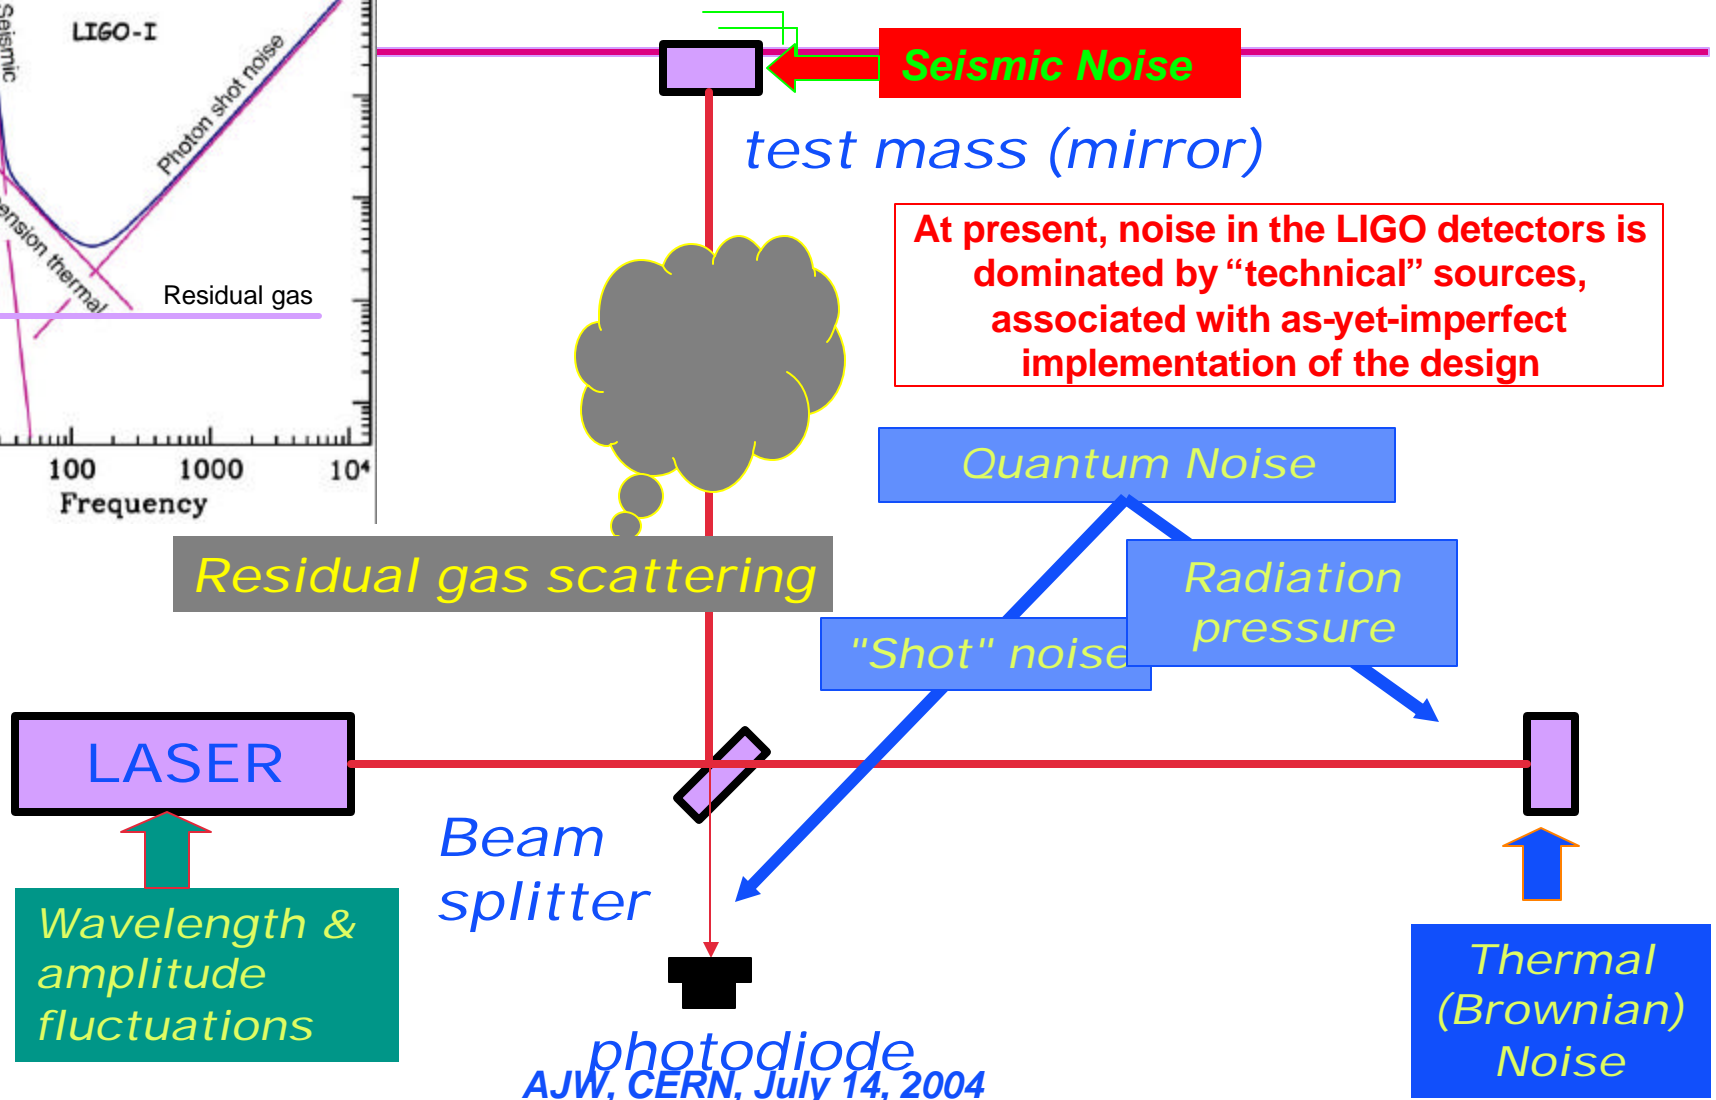 LIGO-I
Seismic
Photon shot noise
thermal
Residual gas
100 1000 10⁴
Frequency
Seismic Noise
test mass (mirror)
At present, noise in the LIGO detectors is
dominated by “technical” sources,
associated with as-yet-imperfect
implementation of the design
Quantum Noise
Residual gas scattering
Radiation
pressure
"Shot" noise
LASER
Beam
splitter
Wavelength &
amplitude
fluctuations
Thermal
(Brownian)
Noise
photodiode
AJW, CERN, July 14, 2004